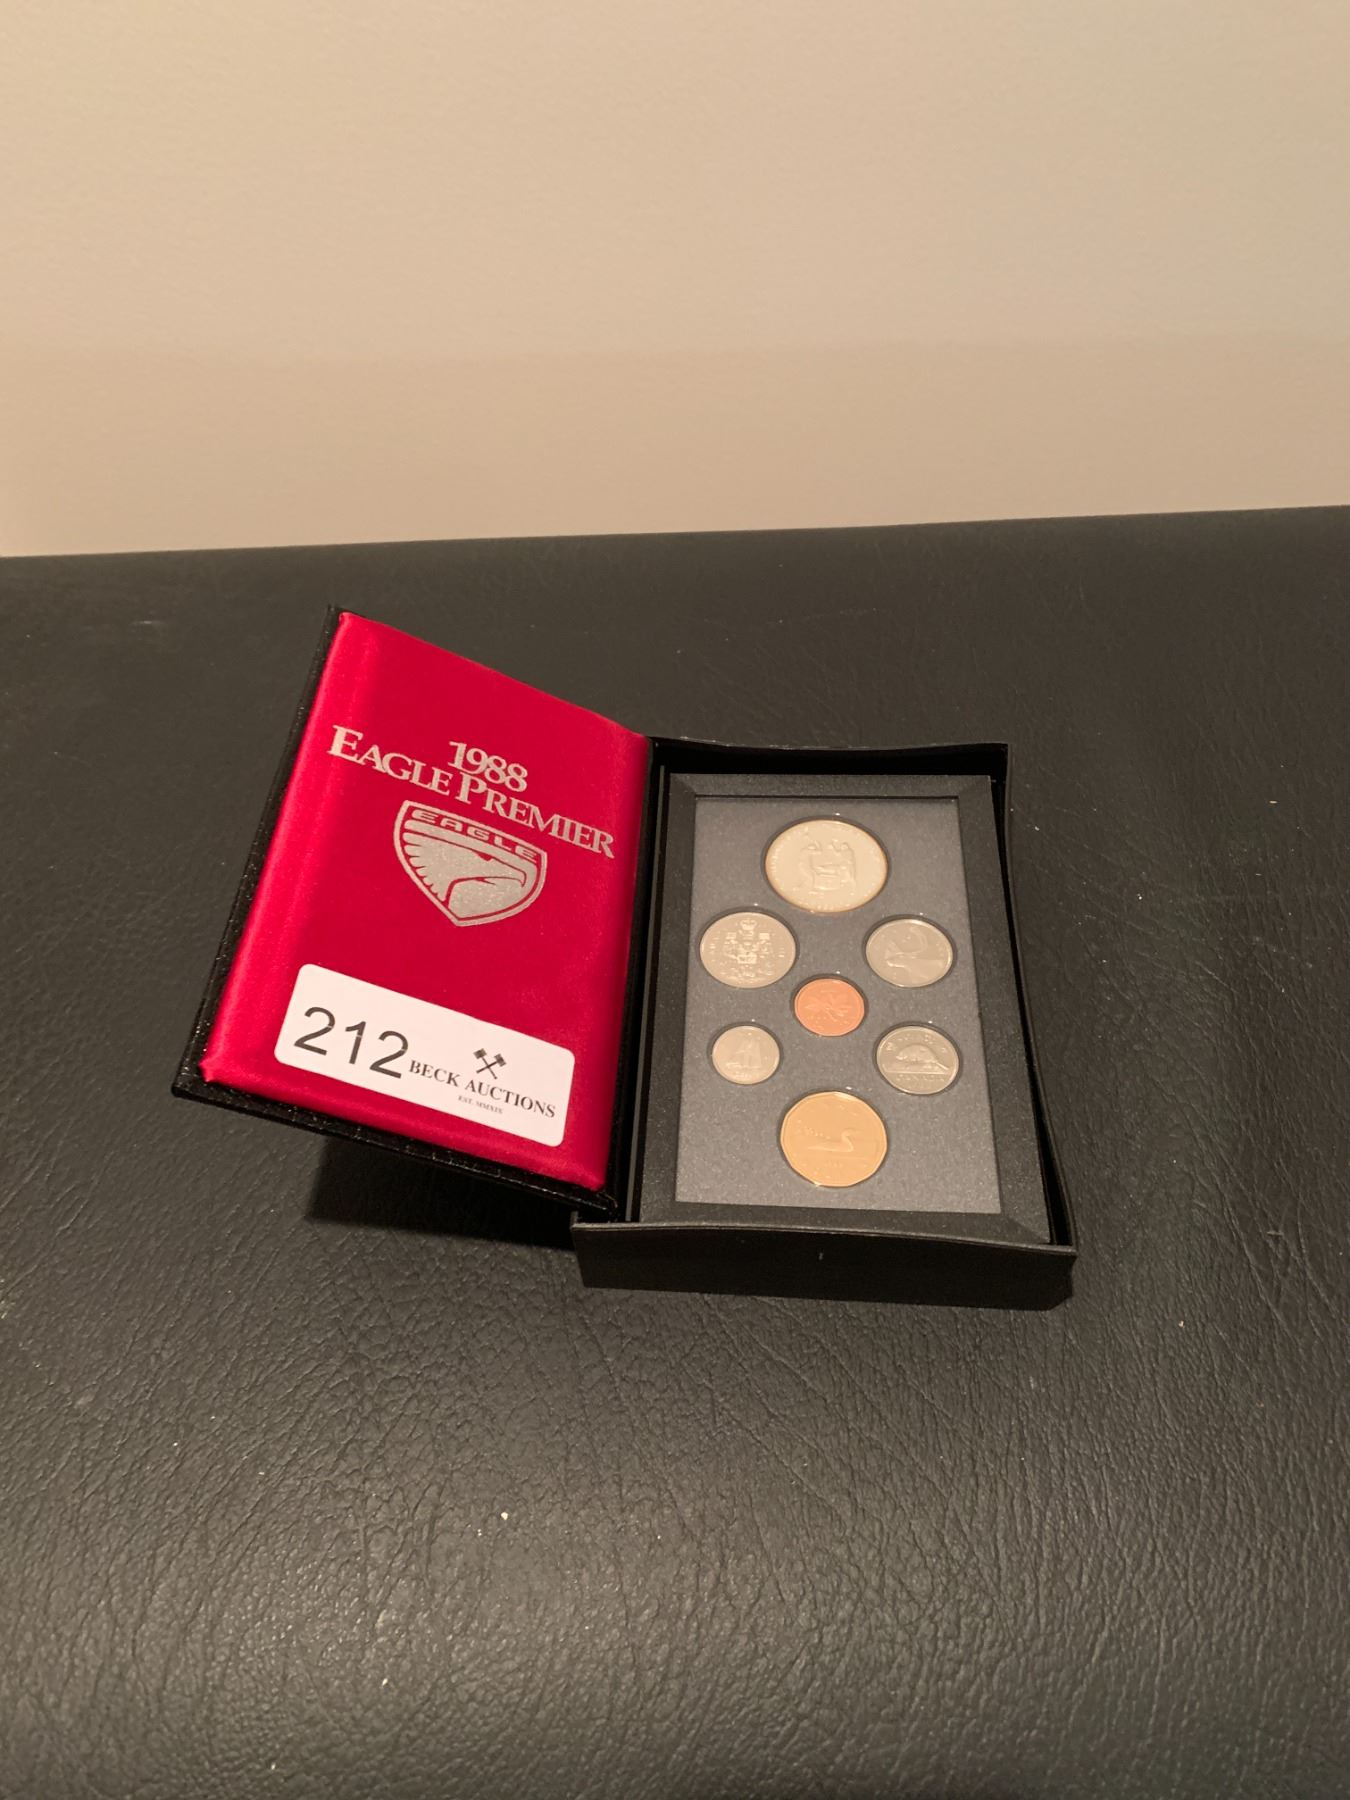 1988
EAGLE PREMIER
EAGLE
212
BECK AUCTIONS
EST. MMXIX